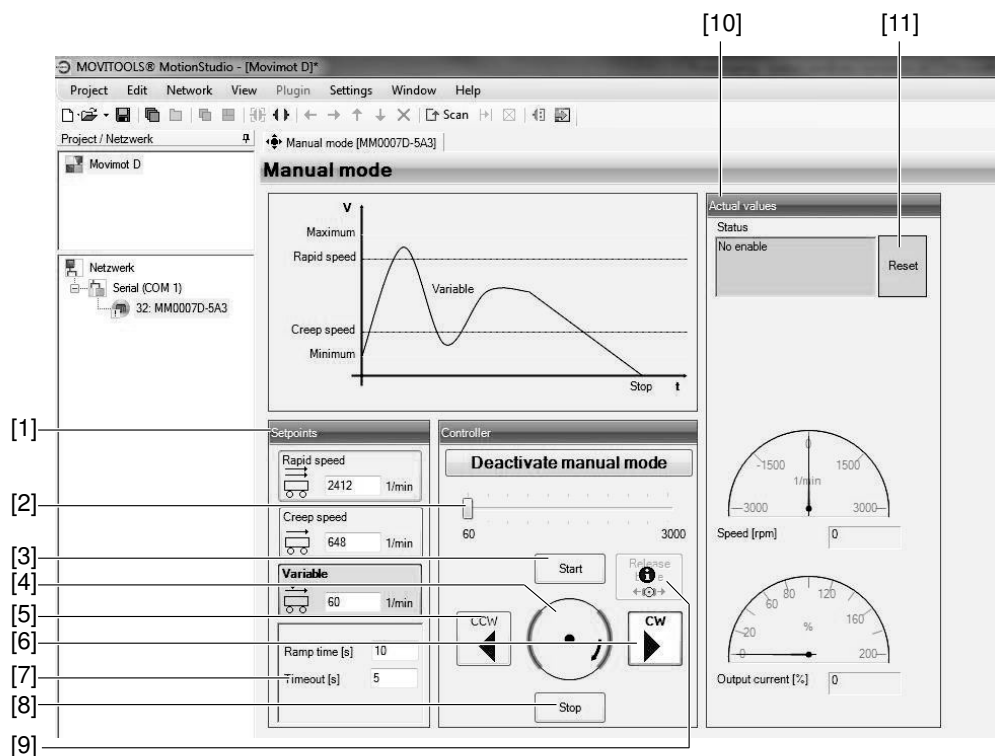 [10] [11]
MOVITOOLS® MotionStudio - [Movimot D]*
Project Edit Network View Plugin Settings Window Help
Scan
Project / Netzwerk
Manual mode [MM0007D-5A3]
Movimot D
Manual mode
V
Maximum
Rapid speed
Variable
Creep speed
Minimum
Stop t
Actual values
Status
No enable
Reset
Netzwerk
Serial (COM 1)
32: MM0007D-5A3
[1]
Setpoints
Controller
Rapid speed
2412 1/min
Deactivate manual mode
[2]
Creep speed
648 1/min
60 3000
[3]
Start
[4]
Variable
60 1/min
[5]
CCW
CW
[6]
Ramp time [s] 10
[7]
Timeout [s] 5
[8]
Stop
[9]
0
-1500 1500
1/min
-3000 3000
Speed [rpm] 0
80 120
60 160
20 %
0 200
Output current [%] 0